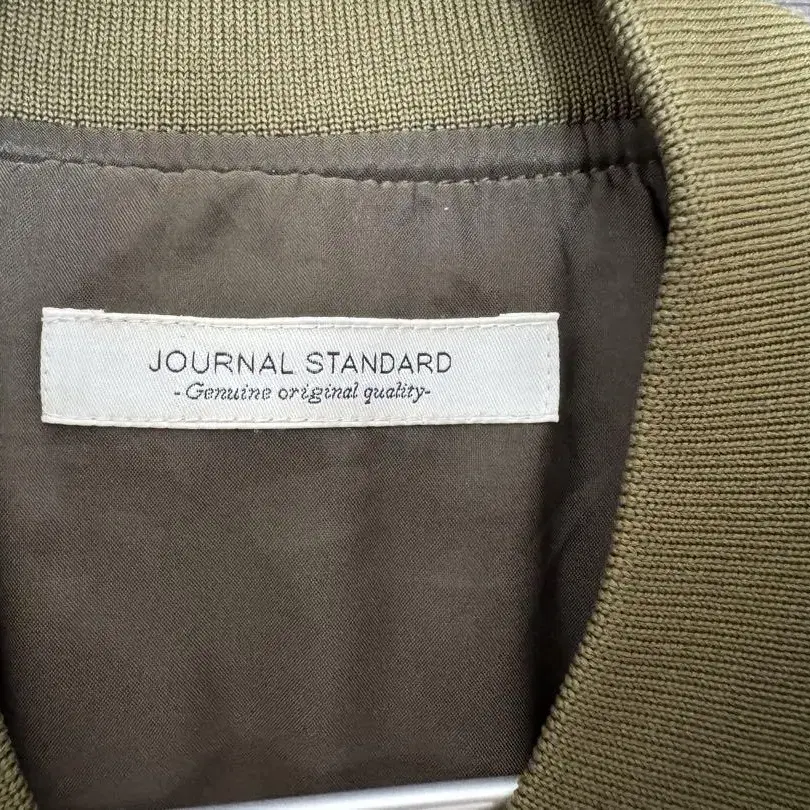 JOURNAL STANDARD
-Genuine original quality-